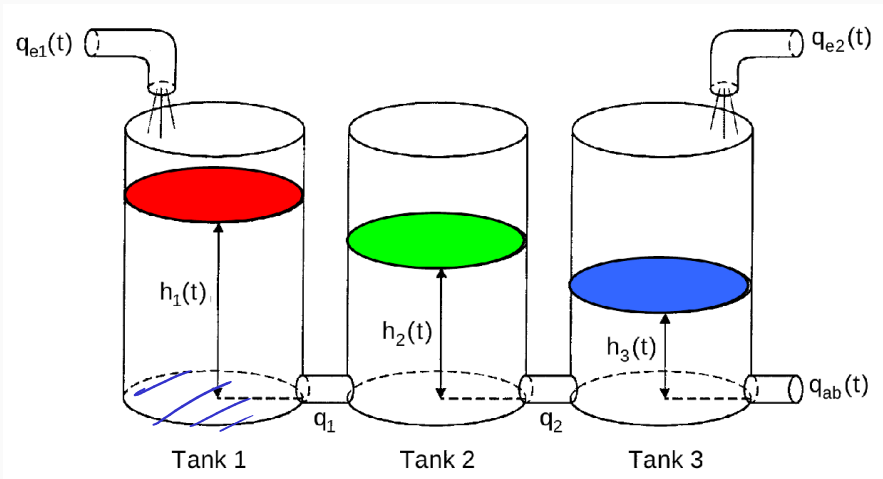 qe1(t)
qe2(t)
h1(t)
h2(t)
h3(t)
qab(t)
q1
q2
Tank 1
Tank 2
Tank 3